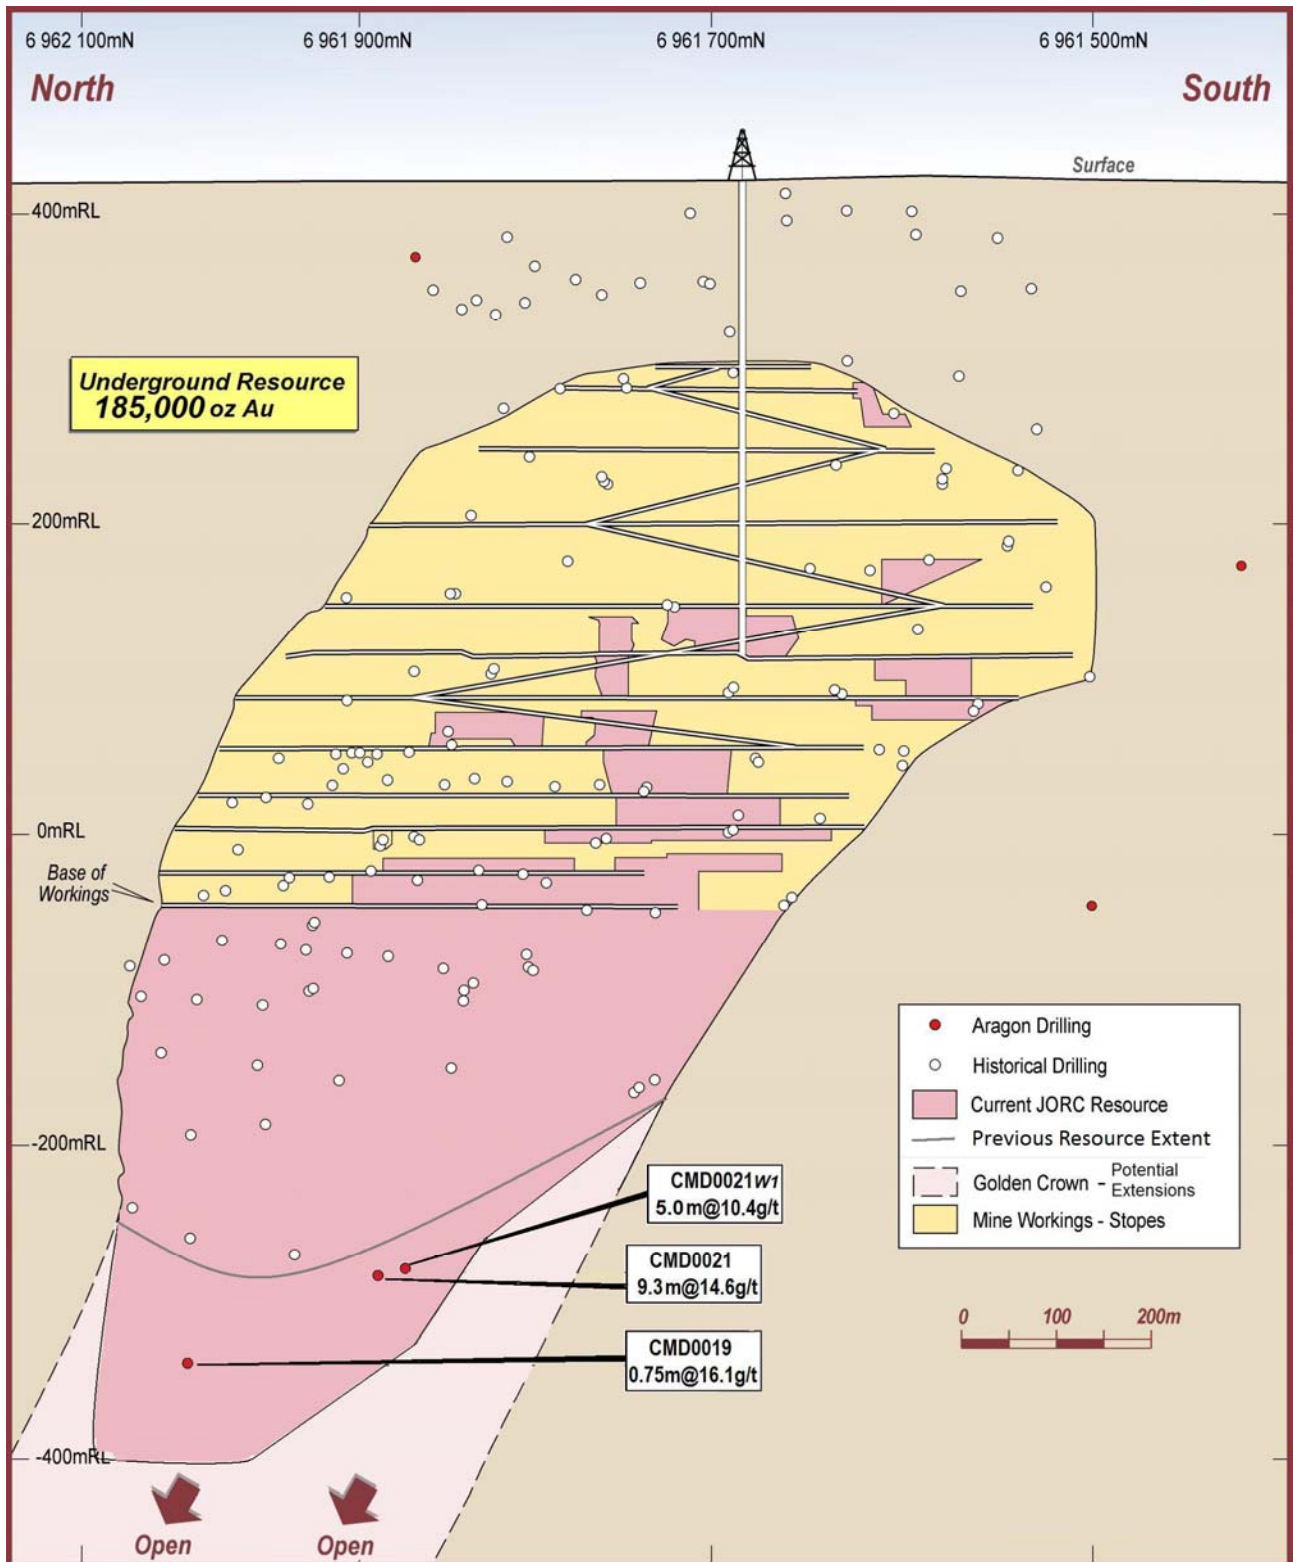 6 962 100mN
6 961 900mN
6 961 700mN
6 961 500mN
North
South
Surface
400mRL
Underground Resource
185,000 oz Au
200mRL
0mRL
Base of
Workings
Aragon Drilling
Historical Drilling
Current JORC Resource
Previous Resource Extent
Golden Crown - Potential
Extensions
Mine Workings - Stopes
-200mRL
CMD0021W1
5.0m@10.4g/t
CMD0021
9.3m@14.6g/t
0 100 200m
CMD0019
0.75m@16.1g/t
-400mRL
Open
Open